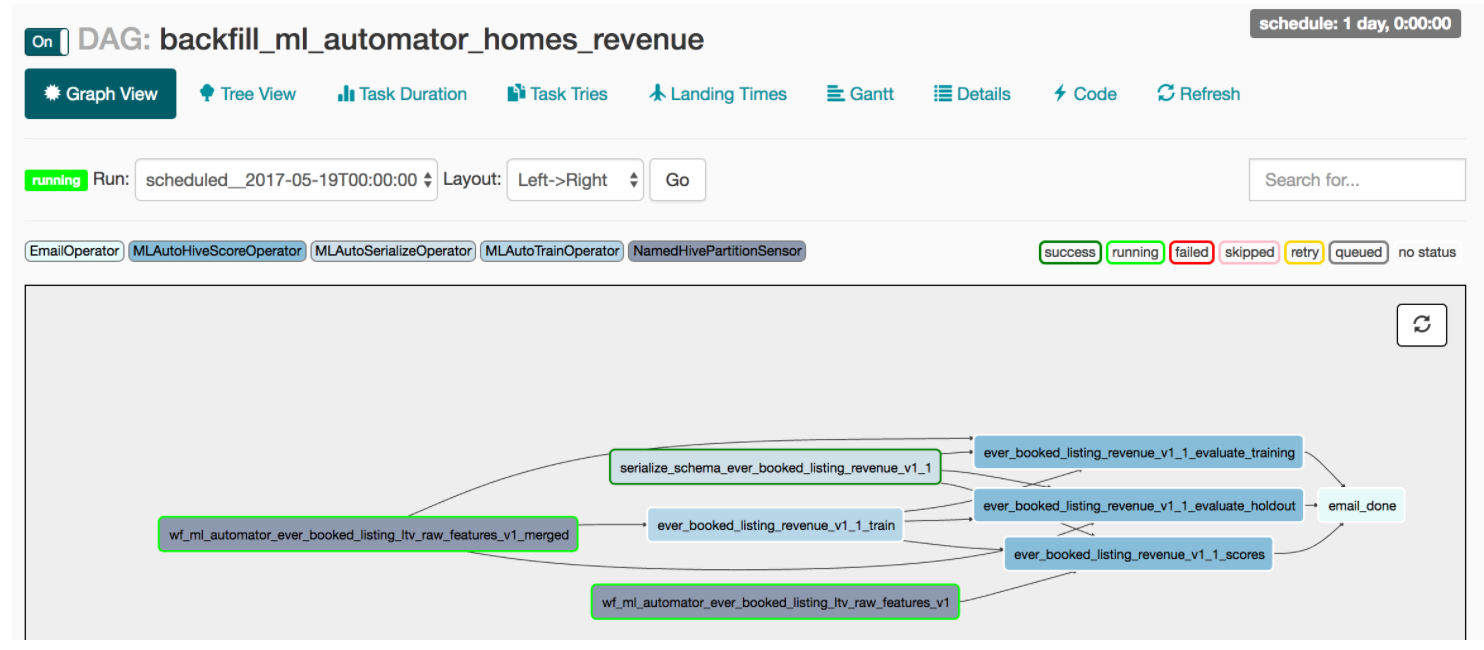 schedule: 1 day, 0:00:00
On DAG: backfill_ml_automator_homes_revenue
Graph View Tree View Task Duration Task Tries Landing Times Gantt Details Code Refresh
running Run: scheduled__2017-05-19T00:00:00 Layout: Left->Right Go Search for...
EmailOperator MLAutoHiveScoreOperator MLAutoSerializeOperator MLAutoTrainOperator NamedHivePartitionSensor success running failed skipped retry queued no status
ever_booked_listing_revenue_v1_1_evaluate_training
serialize_schema_ever_booked_listing_revenue_v1_1
ever_booked_listing_revenue_v1_1_evaluate_holdout email_done
ever_booked_listing_revenue_v1_1_train
wf_ml_automator_ever_booked_listing_ltv_raw_features_v1_merged
ever_booked_listing_revenue_v1_1_scores
wf_ml_automator_ever_booked_listing_ltv_raw_features_v1